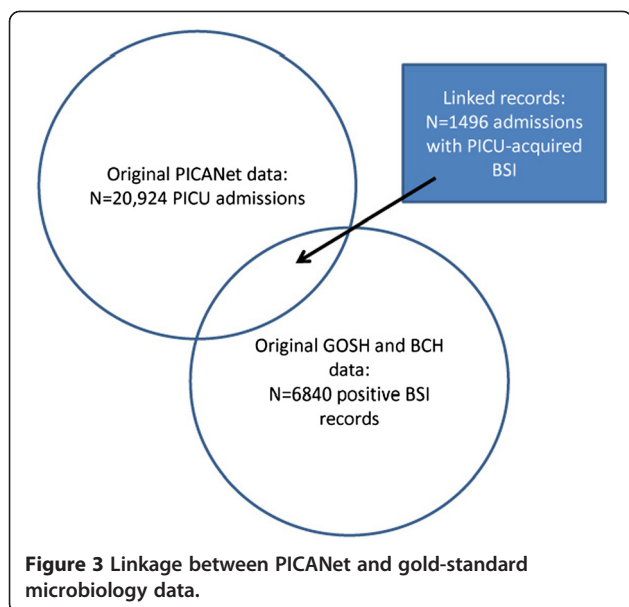 Linked records:
N=1496 admissions
with PICU-acquired
BSI
Original PICANet data:
N=20,924 PICU admissions
Original GOSH and BCH
data:
N=6840 positive BSI
records
Figure 3 Linkage between PICANet and gold-standard
microbiology data.